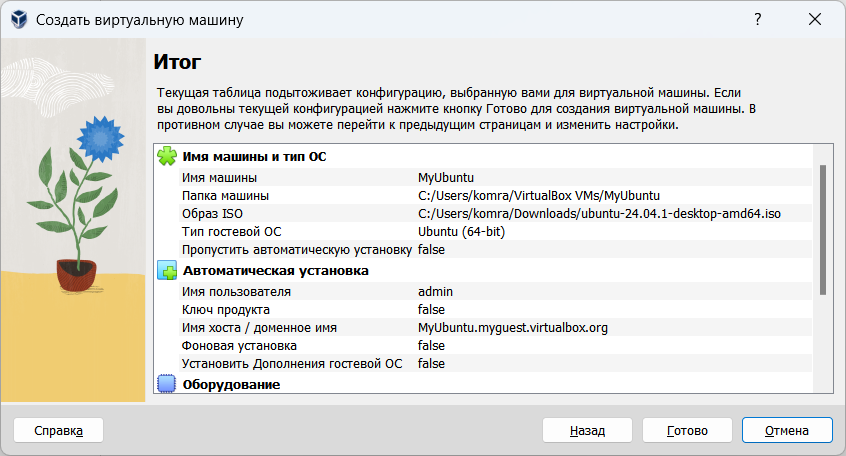 Создать виртуальную машину
?
Итог
Текущая таблица подытоживает конфигурацию, выбранную вами для виртуальной машины. Если
вы довольны текущей конфигурацией нажмите кнопку Готово для создания виртуальной машины. В
противном случае вы можете перейти к предыдущим страницам и изменить настройки.
Имя машины и тип ОС
Имя машины MyUbuntu
Папка машины C:/Users/komra/VirtualBox VMs/MyUbuntu
Образ ISO C:/Users/komra/Downloads/ubuntu-24.04.1-desktop-amd64.iso
Тип гостевой ОС Ubuntu (64-bit)
Пропустить автоматическую установку false
Автоматическая установка
Имя пользователя admin
Ключ продукта false
Имя хоста / доменное имя MyUbuntu.myguest.virtualbox.org
Фоновая установка false
Установить Дополнения гостевой ОС false
Оборудование
Справка Назад Готово Отмена